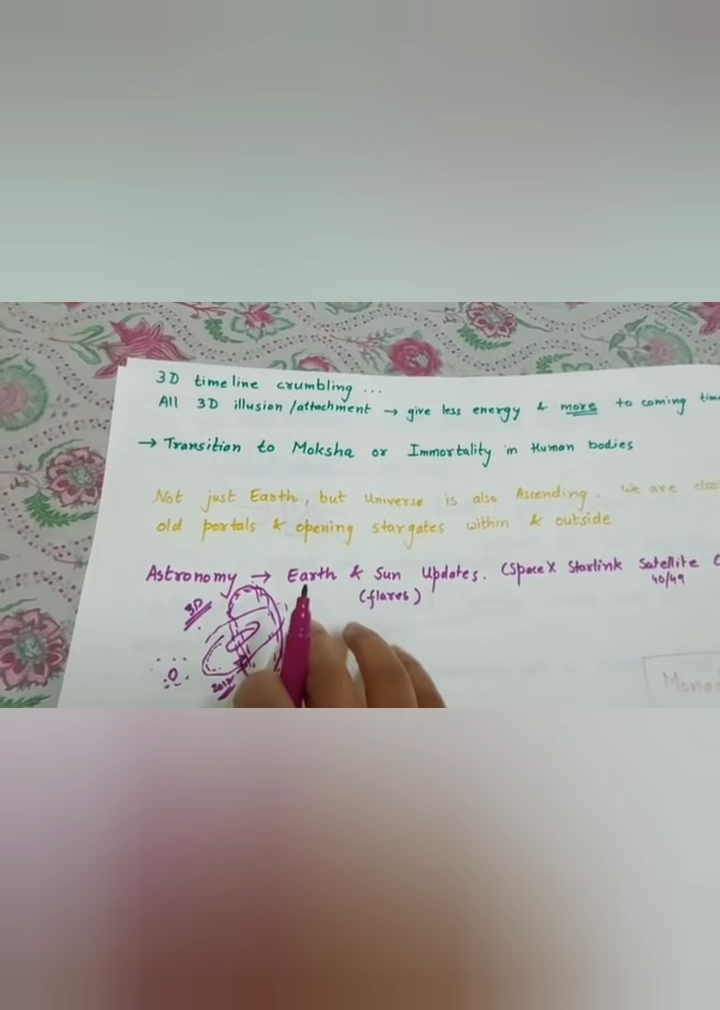 3D timeline crumbling ...
All 3D illusion/attachment → give less energy & more to coming
→ Transition to Moksha or Immortality in Human bodies
Not just Earth, but Universe is also Ascending. We are
old portals & opening stargates within & outside
Astronomy → Earth & Sun Updates. (SpaceX Starlink Satellite
(flares)
40/49
3D